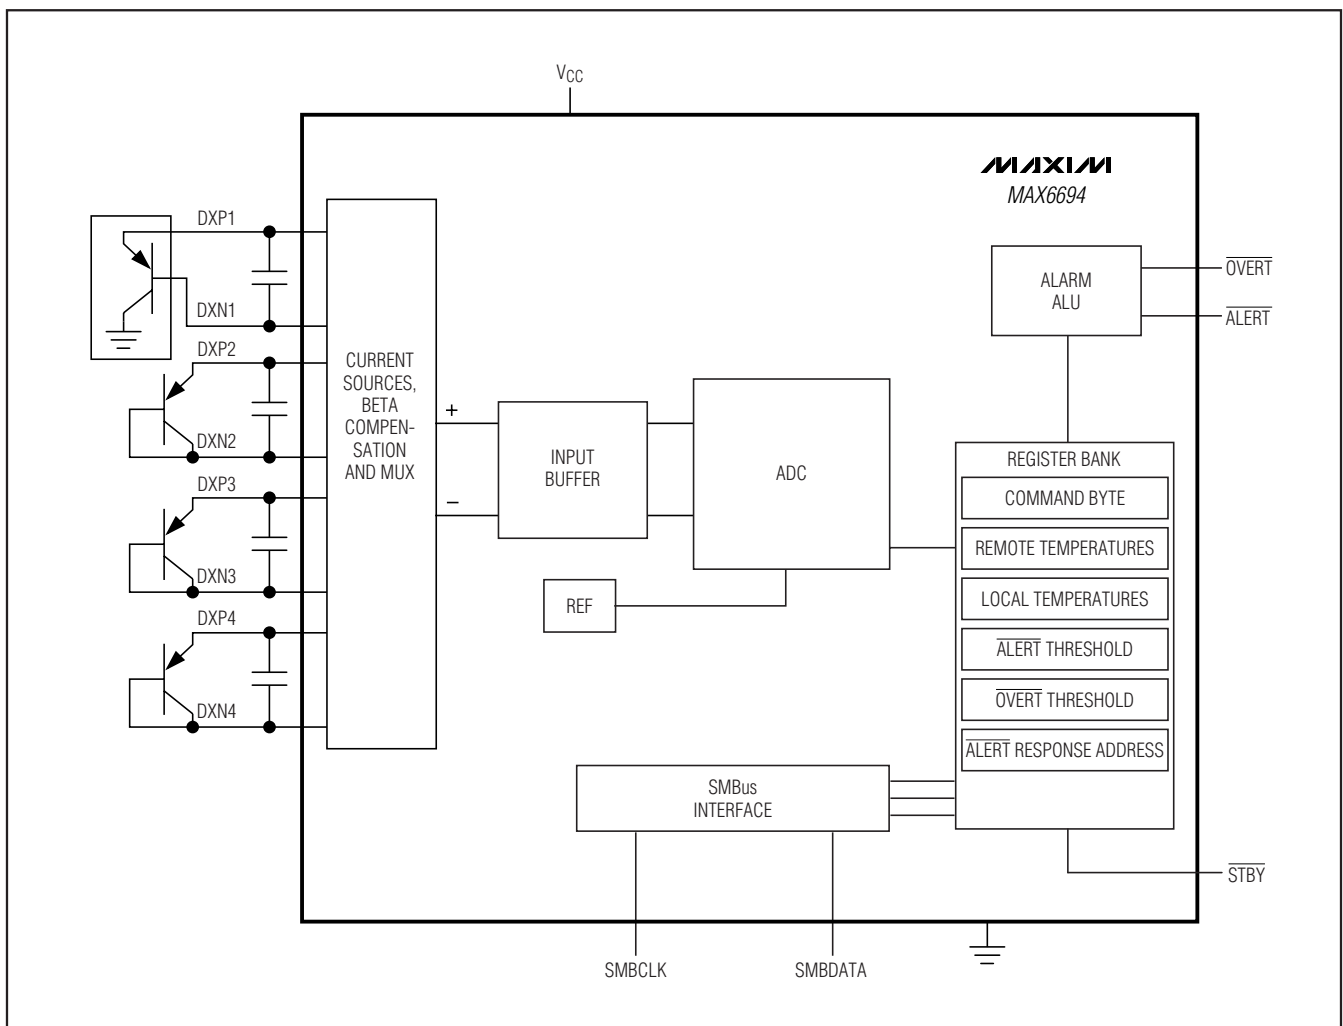 VCC
MAXIM
MAX6694
DXP1
DXN1
DXP2
DXN2
DXP3
DXN3
DXP4
DXN4
CURRENT
SOURCES,
BETA
COMPEN-
SATION
AND MUX
+
−
INPUT
BUFFER
ADC
REF
ALARM
ALU
OVERT
ALERT
REGISTER BANK
COMMAND BYTE
REMOTE TEMPERATURES
LOCAL TEMPERATURES
ALERT THRESHOLD
OVERT THRESHOLD
ALERT RESPONSE ADDRESS
SMBus
INTERFACE
STBY
SMBCLK
SMBDATA